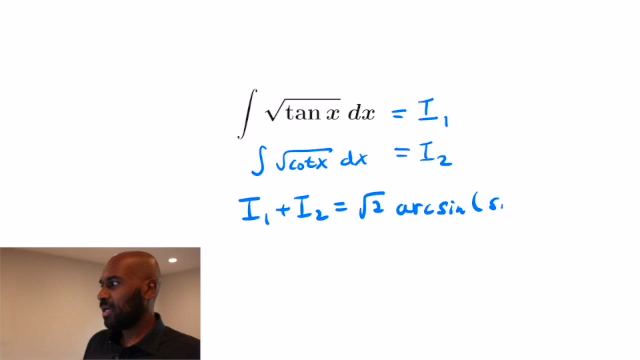 ∫ √tan x dx = I₁
∫ √cotx dx = I₂
I₁ + I₂ = √2 arcsin( s